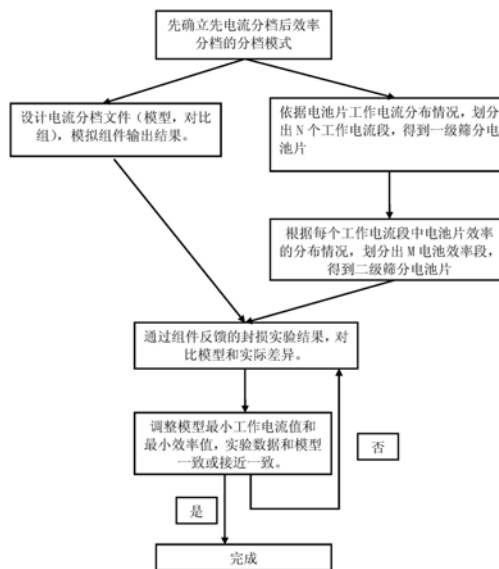 先确立先电流分档后效率
分档的分档模式
设计电流分档文件（模型，对比
组），模拟组件输出结果。
依据电池片工作电流分布情况，划分
出 N 个工作电流段，得到一级筛分电
池片
根据每个工作电流段中电池片效率
的分布情况，划分出 M 电池效率段，
得到二级筛分电池片
通过组件反馈的封损实验结果，对
比模型和实际差异。
调整模型最小工作电流值和
最小效率值，实验数据和模型
一致或接近一致。
否
是
完成